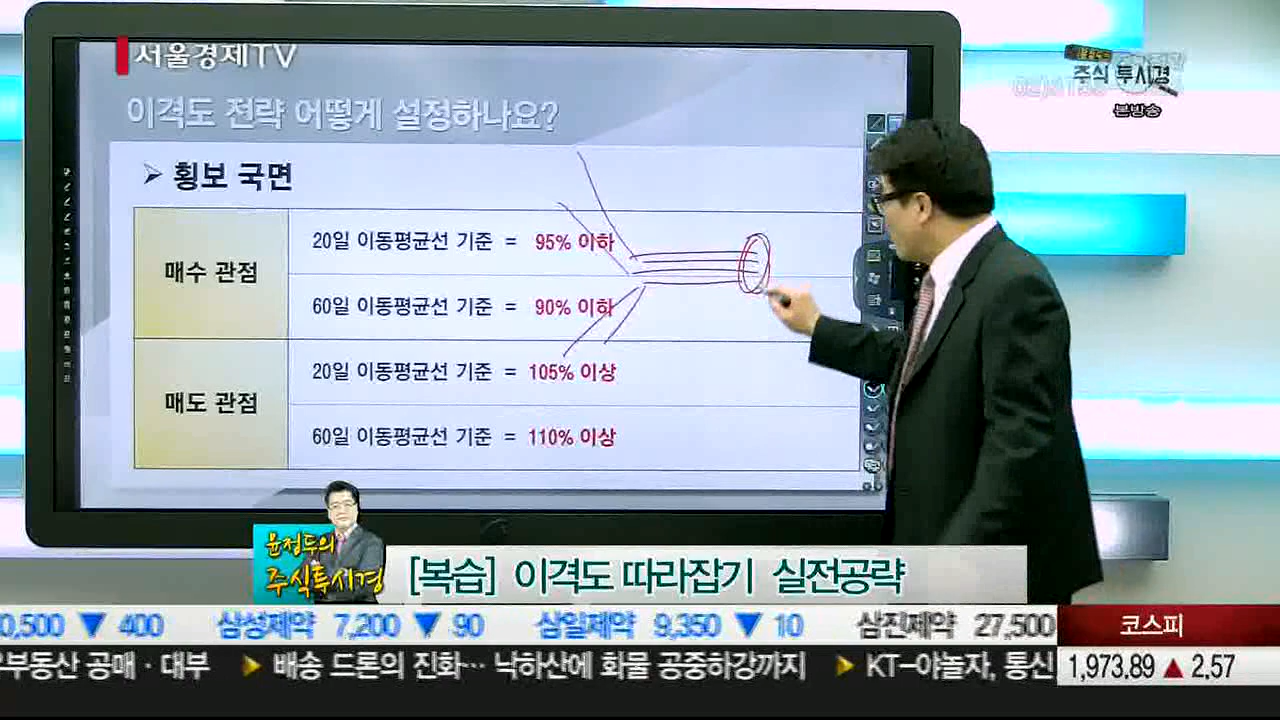 서울경제TV
주식 투시경
본방송
이격도 전략 어떻게 설정하나요?
➢ 횡보 국면
매수 관점
20일 이동평균선 기준 = 95% 이하
60일 이동평균선 기준 = 90% 이하
매도 관점
20일 이동평균선 기준 = 105% 이상
60일 이동평균선 기준 = 110% 이상
윤정두의
주식투시경
[복습] 이격도 따라잡기 실전공략
0,500 ▼ 400 삼성제약 7,200 ▼ 90 삼일제약 9,350 ▼ 10 삼진제약 27,500
코스피
부동산 공매·대부 ▶ 배송 드론의 진화… 낙하산에 화물 공중하강까지 ▶ KT-야놀자, 통신
1,973.89 ▲ 2.57